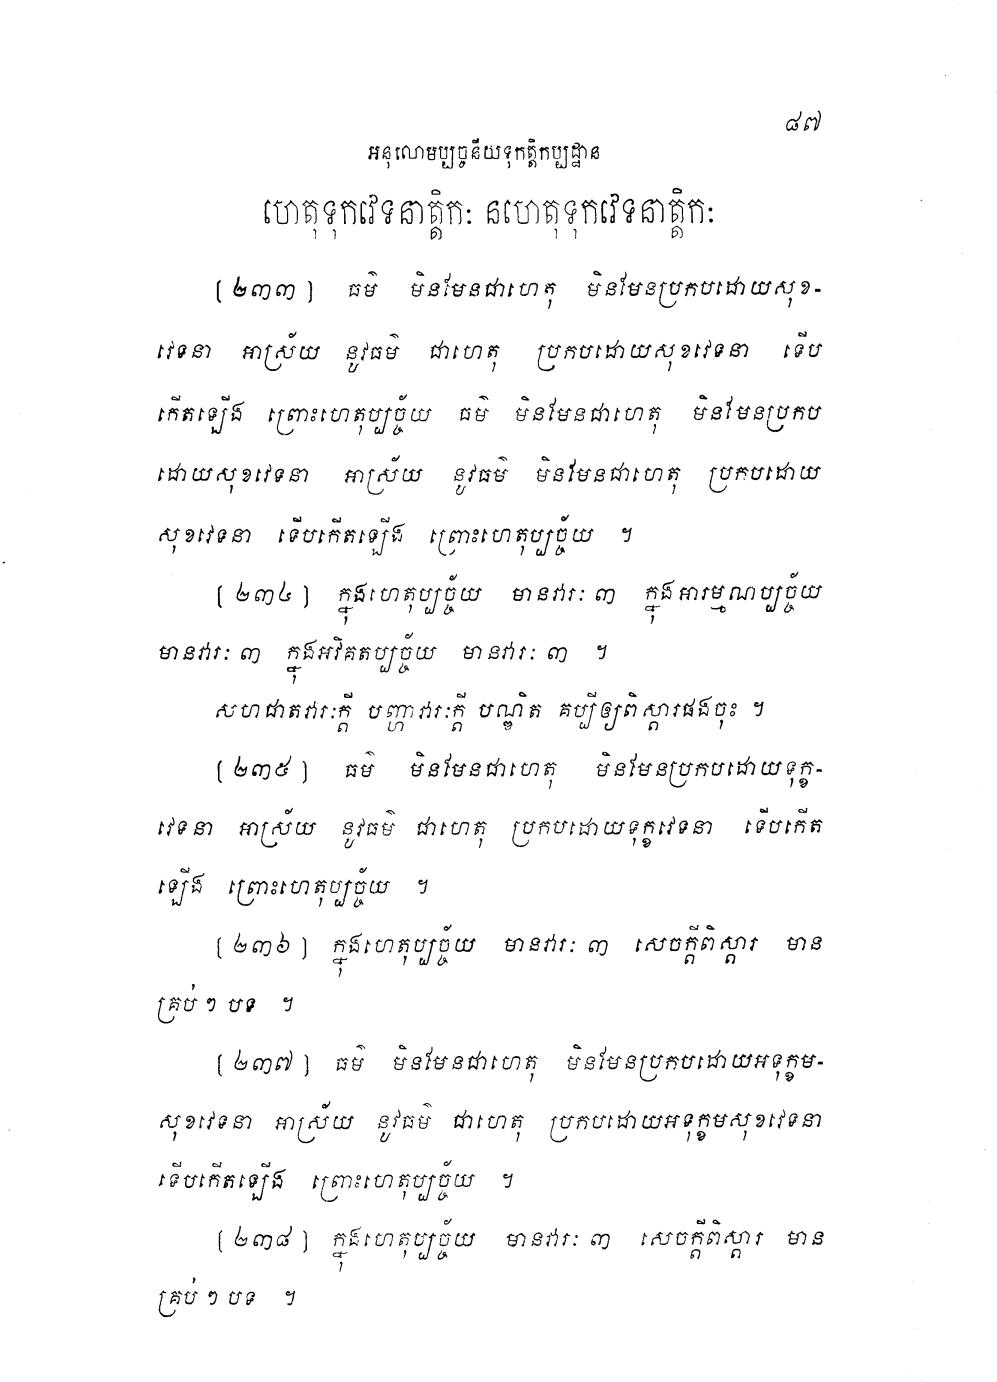 ៨៧
អនុលោមប្បច្ចនីយទុកត្តិកប្បដ្ឋាន
ហេតុទុកវេទនាត្តិកៈ នហេតុទុកវេទនាត្តិកៈ
[២៣៣] ធម៌ មិនមែនជាហេតុ មិនមែនប្រកបដោយសុខ-
វេទនា អាស្រ័យ នូវធម៌ ជាហេតុ ប្រកបដោយសុខវេទនា ទើប
កើតឡើង ព្រោះហេតុប្បច្ច័យ ធម៌ មិនមែនជាហេតុ មិនមែនប្រកប
ដោយសុខវេទនា អាស្រ័យ នូវធម៌ មិនមែនជាហេតុ ប្រកបដោយ
សុខវេទនា ទើបកើតឡើង ព្រោះហេតុប្បច្ច័យ ។
[២៣៤] ក្នុងហេតុប្បច្ច័យ មានវារៈ ៣ ក្នុងអារម្មណប្បច្ច័យ
មានវារៈ ៣ ក្នុងអវិគតប្បច្ច័យ មានវារៈ ៣ ។
សហជាតវារៈក្តី បញ្ហាវារៈក្តី បណ្ឌិត គប្បីឲ្យពិស្តារផងចុះ ។
[២៣៥] ធម៌ មិនមែនជាហេតុ មិនមែនប្រកបដោយទុក្ខ-
វេទនា អាស្រ័យ នូវធម៌ ជាហេតុ ប្រកបដោយទុក្ខវេទនា ទើបកើត
ឡើង ព្រោះហេតុប្បច្ច័យ ។
[២៣៦] ក្នុងហេតុប្បច្ច័យ មានវារៈ ៣ សេចក្តីពិស្តារ មាន
គ្រប់ៗ បទ ។
[២៣៧] ធម៌ មិនមែនជាហេតុ មិនមែនប្រកបដោយអទុក្ខម-
សុខវេទនា អាស្រ័យ នូវធម៌ ជាហេតុ ប្រកបដោយអទុក្ខមសុខវេទនា
ទើបកើតឡើង ព្រោះហេតុប្បច្ច័យ ។
[២៣៨] ក្នុងហេតុប្បច្ច័យ មានវារៈ ៣ សេចក្តីពិស្តារ មាន
គ្រប់ៗ បទ ។